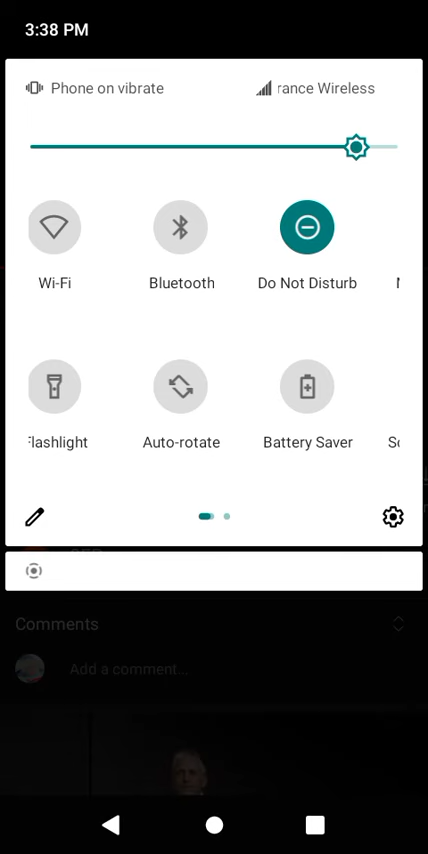 3:38 PM
Phone on vibrate
rance Wireless
Wi-Fi
Bluetooth
Do Not Disturb
Flashlight
Auto-rotate
Battery Saver
Comments
Add a comment...